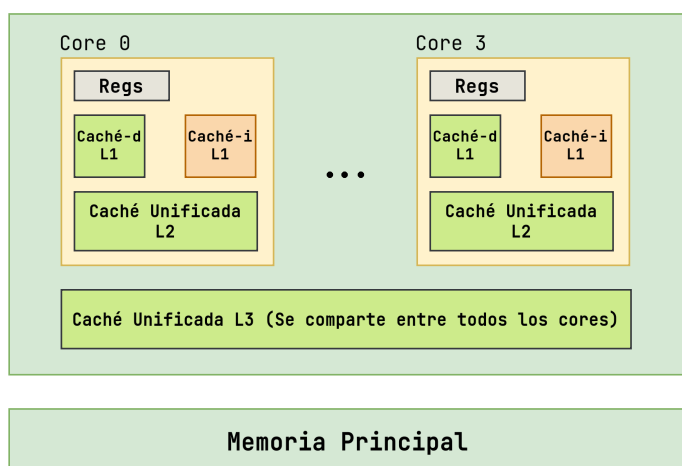 Core 0
Core 3
Regs
Regs
Caché-d
L1
Caché-i
L1
...
Caché-d
L1
Caché-i
L1
Caché Unificada
L2
Caché Unificada
L2
Caché Unificada L3 (Se comparte entre todos los cores)
Memoria Principal